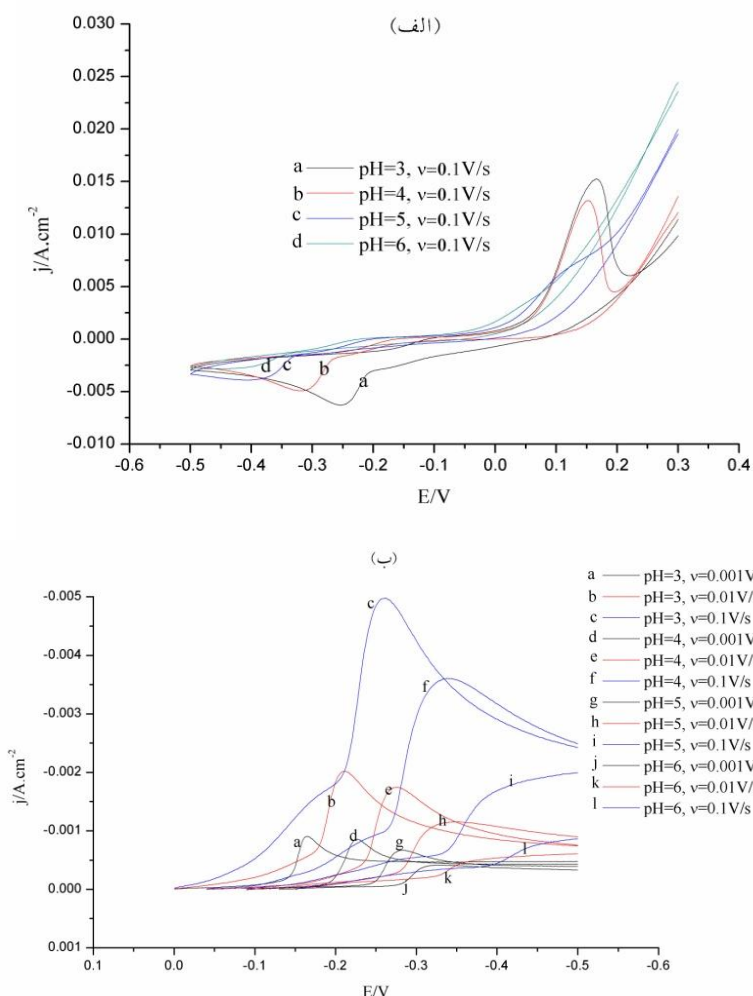 (الف)
0.030
0.025
0.020
0.015
0.010
0.005
0.000
-0.005
-0.010
j/A.cm-2
a pH=3, ν=0.1V/s
b pH=4, ν=0.1V/s
c pH=5, ν=0.1V/s
d pH=6, ν=0.1V/s
d
c
b
a
-0.6 -0.5 -0.4 -0.3 -0.2 -0.1 0.0 0.1 0.2 0.3 0.4
E/V
(ب)
-0.005
-0.004
-0.003
-0.002
-0.001
0.000
0.001
j/A.cm-2
c
f
i
b
e
h
a
d
g
l
j
k
a pH=3, ν=0.001V
b pH=3, ν=0.01V/
c pH=3, ν=0.1V/s
d pH=4, ν=0.001V
e pH=4, ν=0.01V/
f pH=4, ν=0.1V/s
g pH=5, ν=0.001V
h pH=5, ν=0.01V/
i pH=5, ν=0.1V/s
j pH=6, ν=0.001V
k pH=6, ν=0.01V/
l pH=6, ν=0.1V/s
0.1 0.0 -0.1 -0.2 -0.3 -0.4 -0.5 -0.6
E/V